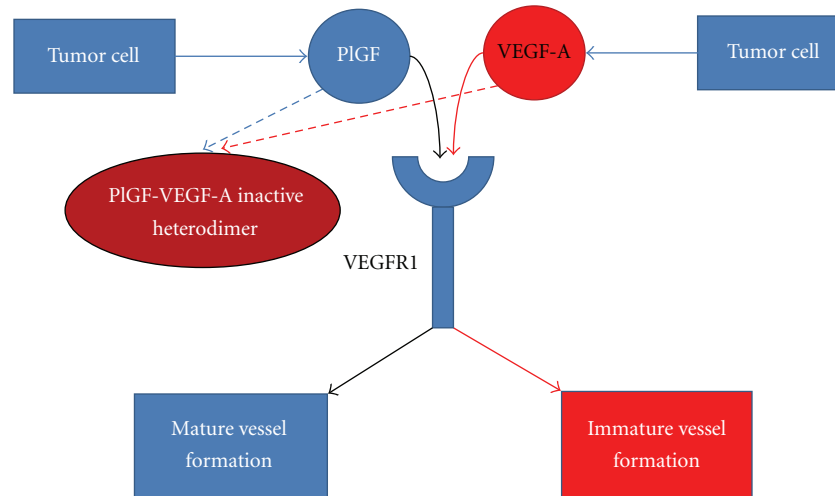 Tumor cell
PlGF
VEGF-A
Tumor cell
PlGF-VEGF-A inactive
heterodimer
VEGFR1
Mature vessel
formation
Immature vessel
formation